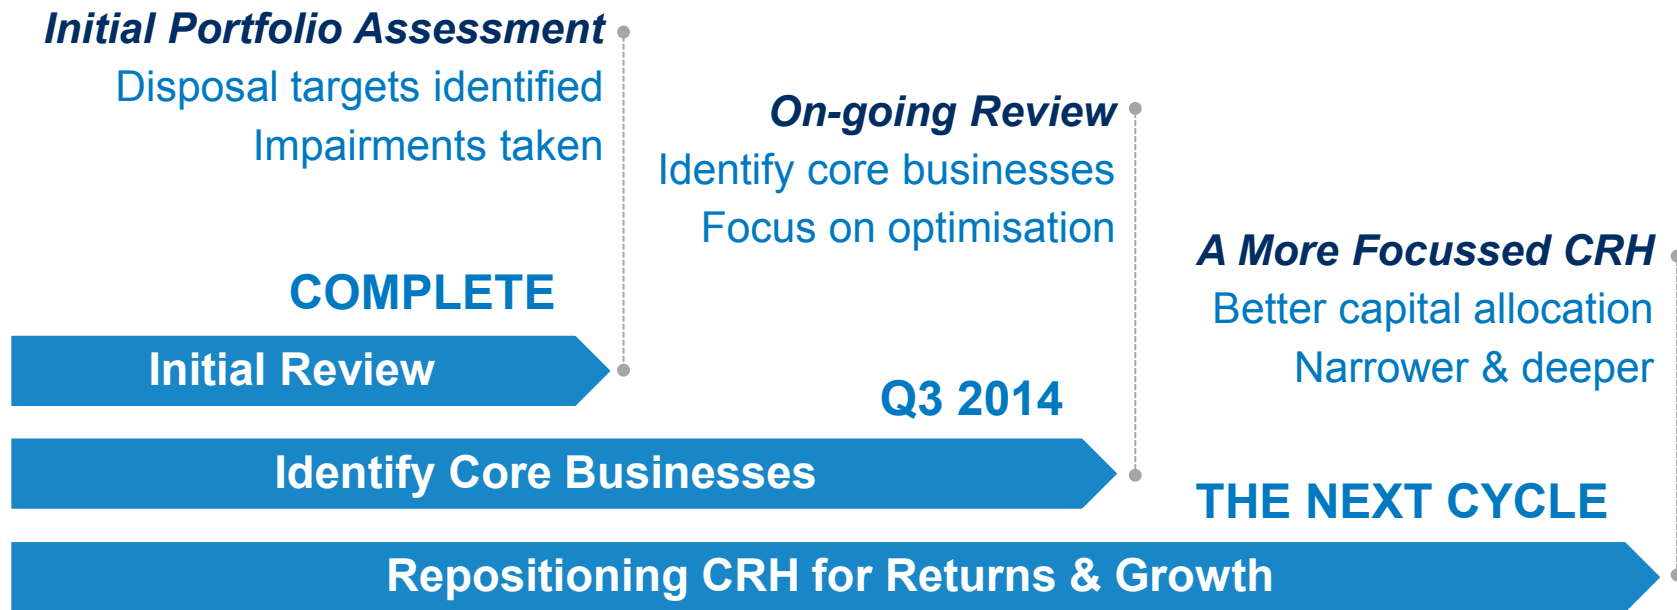 Initial Portfolio Assessment
Disposal targets identified
Impairments taken
COMPLETE
Initial Review
On-going Review
Identify core businesses
Focus on optimisation
Q3 2014
Identify Core Businesses
A More Focussed CRH
Better capital allocation
Narrower & deeper
THE NEXT CYCLE
Repositioning CRH for Returns & Growth